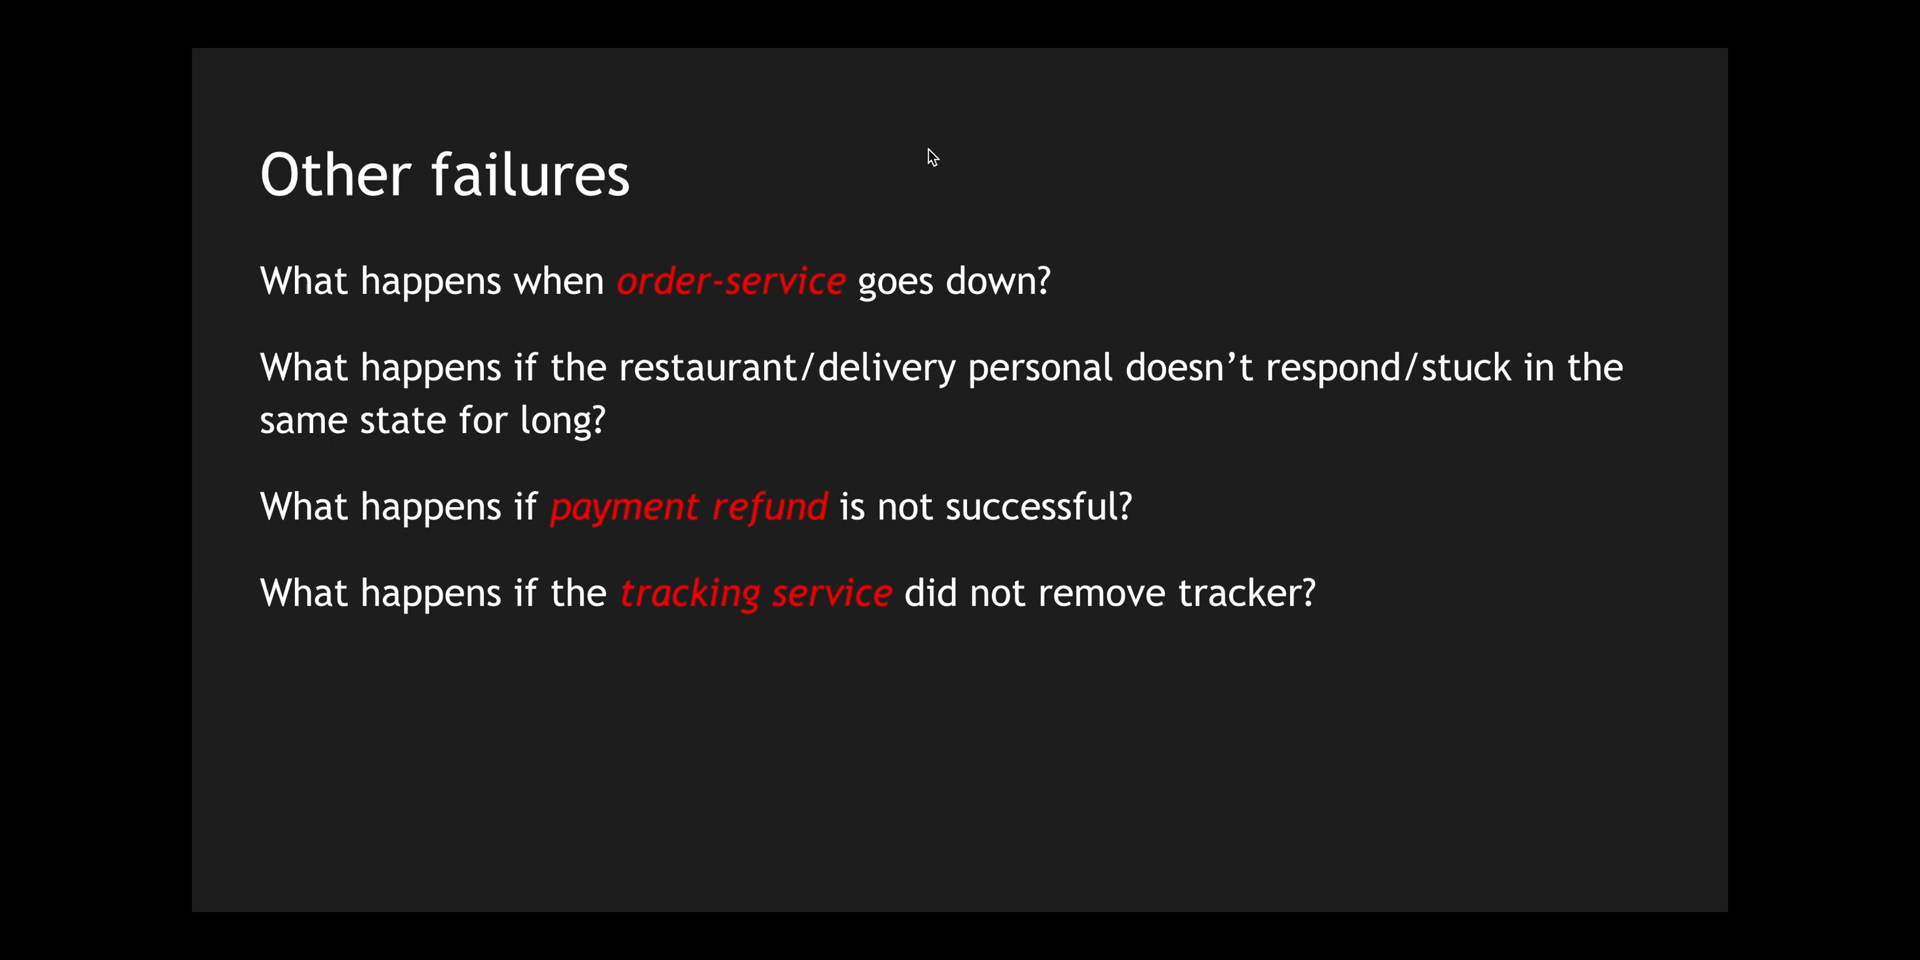 Other failures
What happens when order-service goes down?
What happens if the restaurant/delivery personal doesn’t respond/stuck in the
same state for long?
What happens if payment refund is not successful?
What happens if the tracking service did not remove tracker?